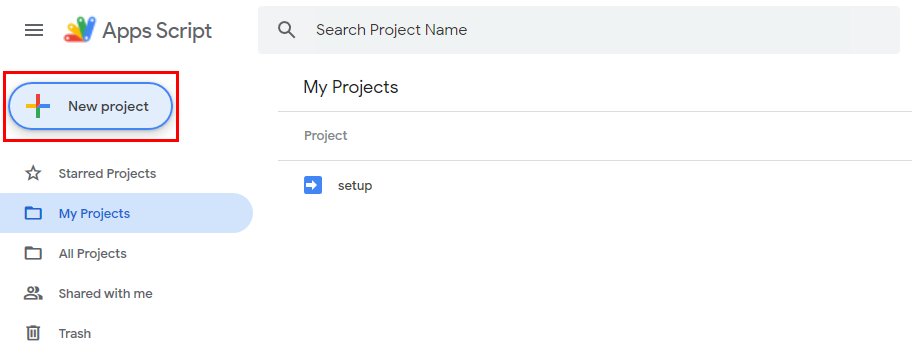 Apps Script
Search Project Name
New project
Starred Projects
My Projects
All Projects
Shared with me
Trash
My Projects
Project
setup